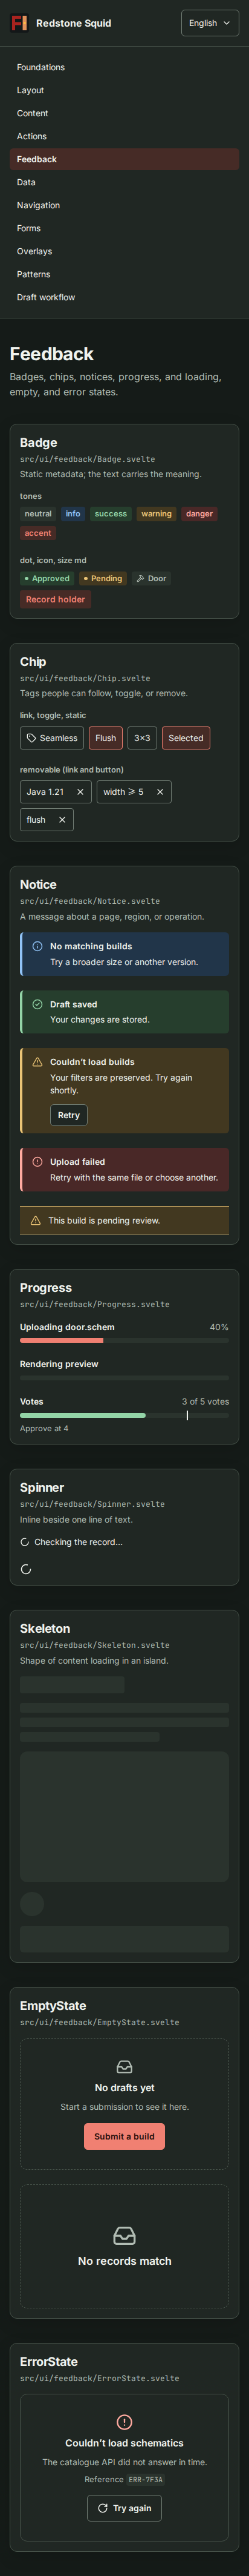 Redstone Squid
English
Foundations
Layout
Content
Actions
Feedback
Data
Navigation
Forms
Overlays
Patterns
Draft workflow
Feedback
Badges, chips, notices, progress, and loading,
empty, and error states.
Badge
src/ui/feedback/Badge.svelte
Static metadata; the text carries the meaning.
tones
neutral info success warning danger
accent
dot, icon, size md
Approved Pending Door
Record holder
Chip
src/ui/feedback/Chip.svelte
Tags people can follow, toggle, or remove.
link, toggle, static
Seamless Flush 3×3 Selected
removable (link and button)
Java 1.21 width ≥ 5
flush
Notice
src/ui/feedback/Notice.svelte
A message about a page, region, or operation.
No matching builds
Try a broader size or another version.
Draft saved
Your changes are stored.
Couldn't load builds
Your filters are preserved. Try again
shortly.
Retry
Upload failed
Retry with the same file or choose another.
This build is pending review.
Progress
src/ui/feedback/Progress.svelte
Uploading door.schem 40%
Rendering preview
Votes 3 of 5 votes
Approve at 4
Spinner
src/ui/feedback/Spinner.svelte
Inline beside one line of text.
Checking the record…
Skeleton
src/ui/feedback/Skeleton.svelte
Shape of content loading in an island.
EmptyState
src/ui/feedback/EmptyState.svelte
No drafts yet
Start a submission to see it here.
Submit a build
No records match
ErrorState
src/ui/feedback/ErrorState.svelte
Couldn't load schematics
The catalogue API did not answer in time.
Reference ERR-7F3A
Try again